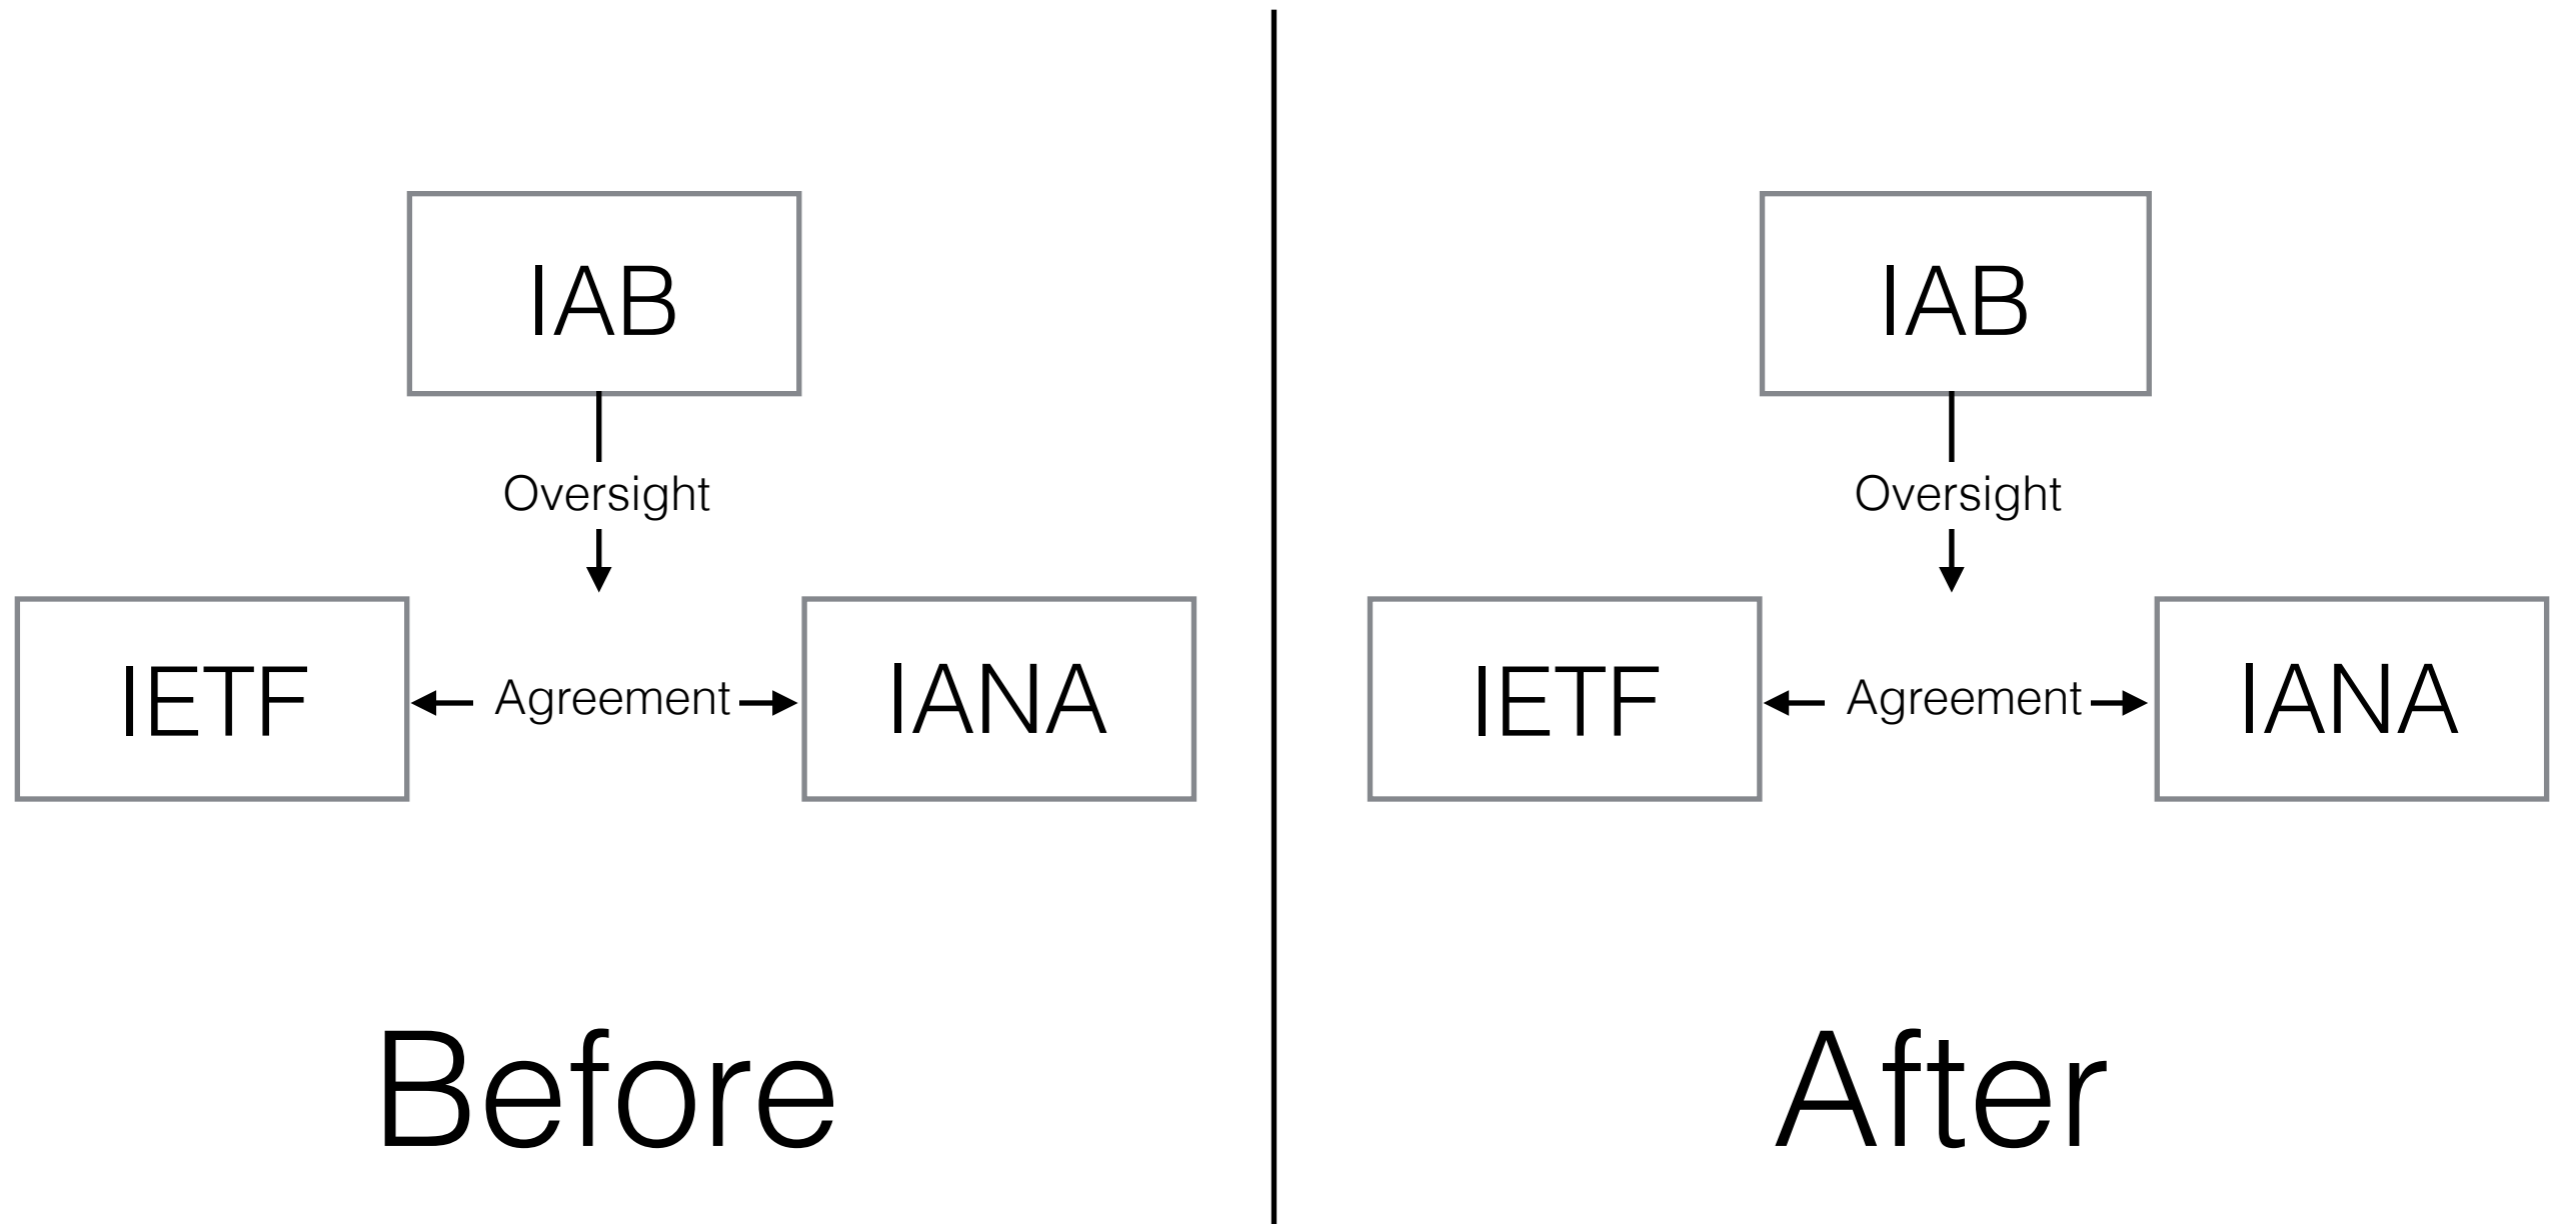 IAB
Oversight
IETF
Agreement
IANA
Before
IAB
Oversight
IETF
Agreement
IANA
After